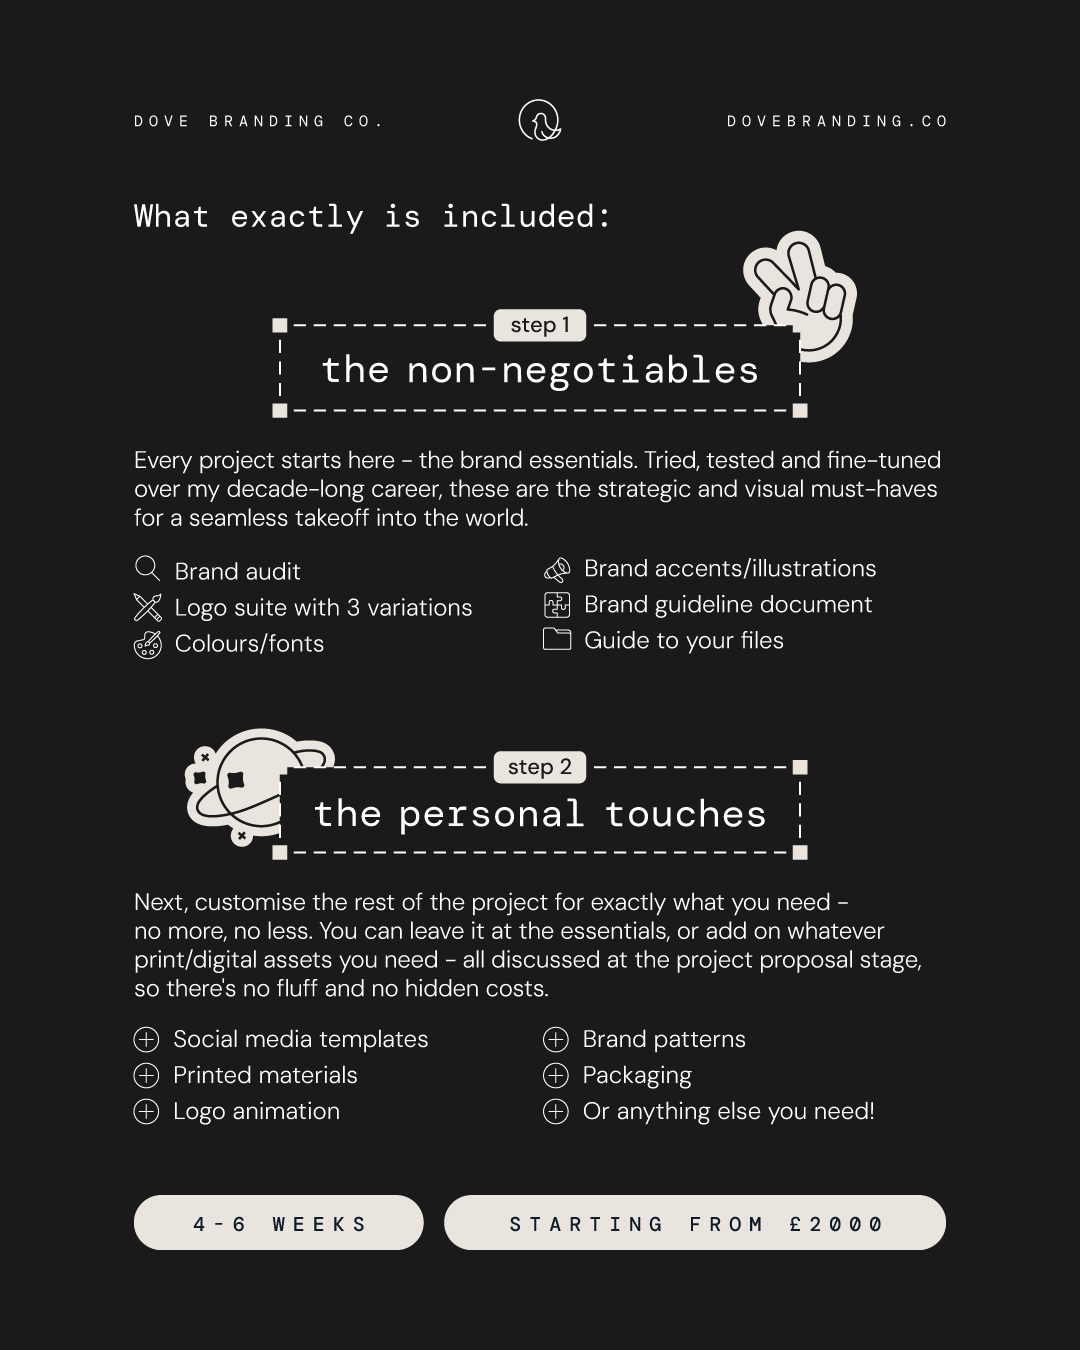 DOVE BRANDING CO.
DOVEBRANDING.CO
What exactly is included:
step 1
the non-negotiables
Every project starts here - the brand essentials. Tried, tested and fine-tuned
over my decade-long career, these are the strategic and visual must-haves
for a seamless takeoff into the world.
Brand audit
Logo suite with 3 variations
Colours/fonts
Brand accents/illustrations
Brand guideline document
Guide to your files
step 2
the personal touches
Next, customise the rest of the project for exactly what you need -
no more, no less. You can leave it at the essentials, or add on whatever
print/digital assets you need - all discussed at the project proposal stage,
so there's no fluff and no hidden costs.
Social media templates
Printed materials
Logo animation
Brand patterns
Packaging
Or anything else you need!
4-6 WEEKS
STARTING FROM £2000